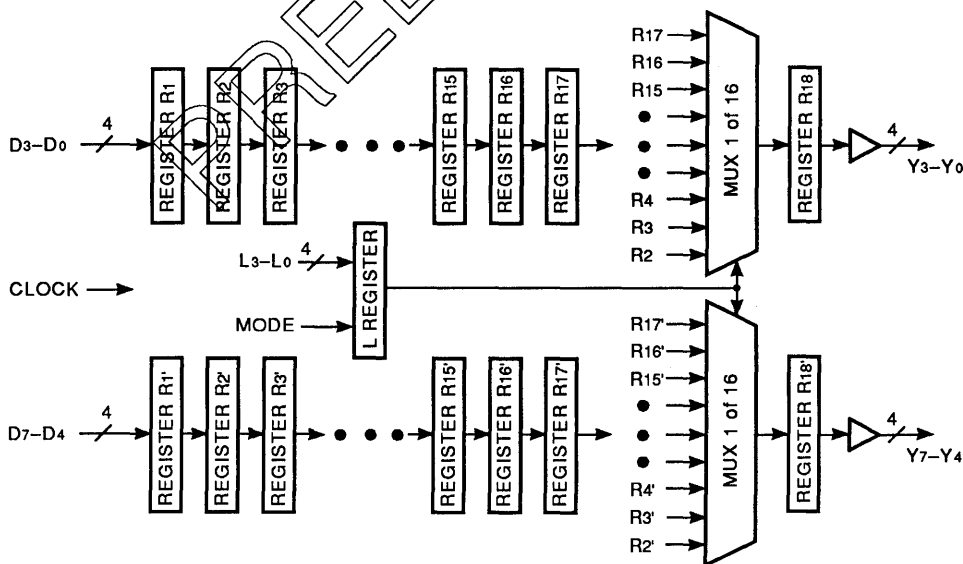 PREL
D3–D0
4
REGISTER R1
REGISTER R2
REGISTER R3
REGISTER R15
REGISTER R16
REGISTER R17
R17
R16
R15
R4
R3
R2
MUX 1 of 16
REGISTER R18
4
Y3–Y0
L3–L0
4
L REGISTER
CLOCK
MODE
D7–D4
4
REGISTER R1'
REGISTER R2'
REGISTER R3'
REGISTER R15'
REGISTER R16'
REGISTER R17'
R17'
R16'
R15'
R4'
R3'
R2'
MUX 1 of 16
REGISTER R18'
4
Y7–Y4